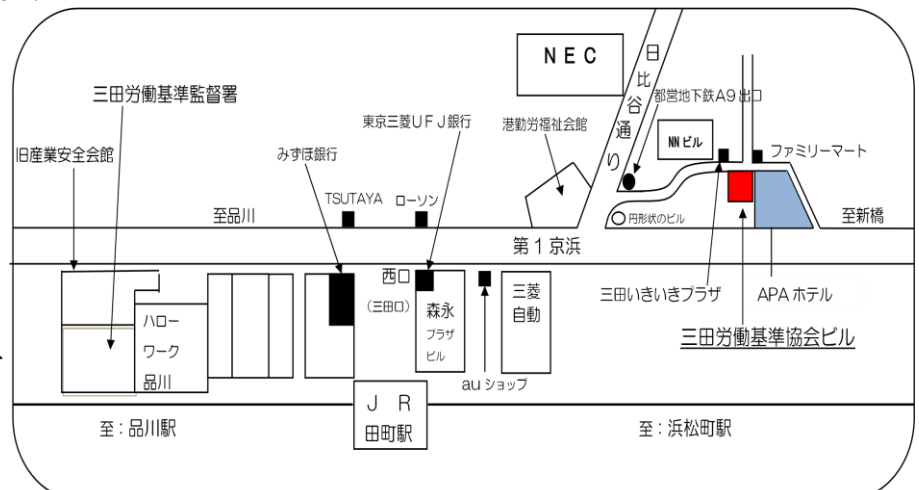 NEC
日比谷通り
三田労働基準監督署
都営地下鉄A9出口
東京三菱UFJ銀行
港勤労福祉会館
NNビル
ファミリーマート
旧産業安全会館
みずほ銀行
TSUTAYA
ローソン
至品川
円形状のビル
至新橋
第1京浜
西口
(三田口)
森永
プラザ
ビル
三菱
自動
三田いきいきプラザ
APAホテル
ハロー
ワーク
品川
三田労働基準協会ビル
auショップ
JR
田町駅
至:品川駅
至:浜松町駅